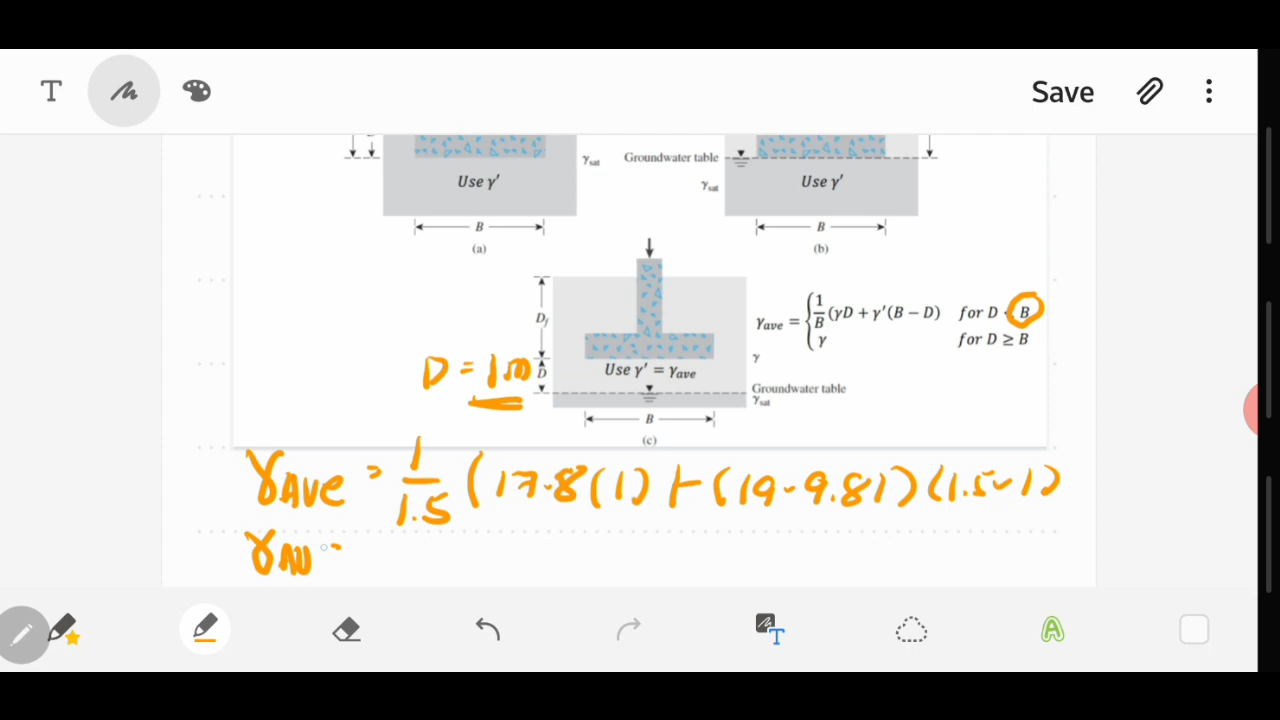 T Save
γsat Groundwater table
Use γ′ γsat Use γ′
B B
(a) (b)
Df
γave = { 1/B (γD + γ′(B − D) for D < B
γ for D ≥ B
D = 1m D Use γ′ = γave γ
Groundwater table
γsat
B
(c)
γAVE = 1/1.5 (17.8(1) + (19-9.81)(1.5-1)
T A